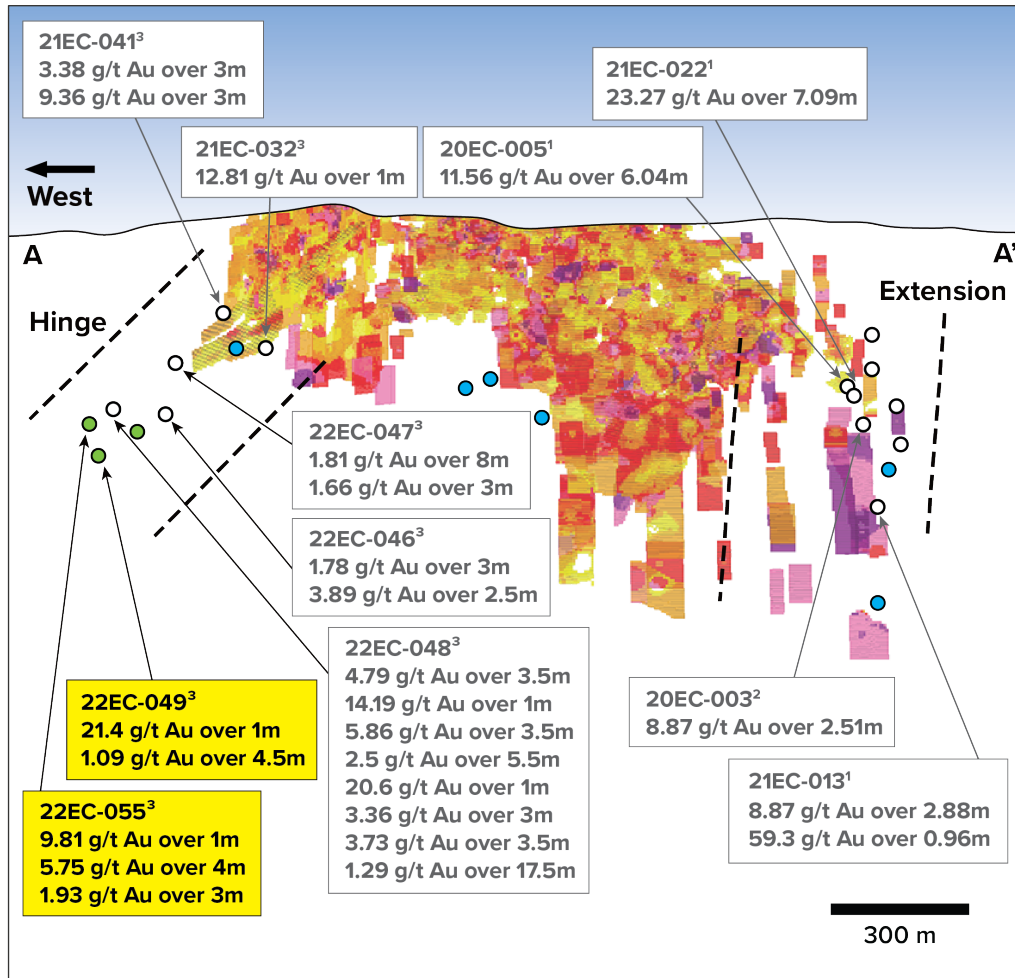 21EC-041³
3.38 g/t Au over 3m
9.36 g/t Au over 3m
21EC-022¹
23.27 g/t Au over 7.09m
21EC-032³
12.81 g/t Au over 1m
20EC-005¹
11.56 g/t Au over 6.04m
West
A
A'
Hinge
Extension
22EC-047³
1.81 g/t Au over 8m
1.66 g/t Au over 3m
22EC-046³
1.78 g/t Au over 3m
3.89 g/t Au over 2.5m
22EC-048³
4.79 g/t Au over 3.5m
14.19 g/t Au over 1m
5.86 g/t Au over 3.5m
2.5 g/t Au over 5.5m
20.6 g/t Au over 1m
3.36 g/t Au over 3m
3.73 g/t Au over 3.5m
1.29 g/t Au over 17.5m
22EC-049³
21.4 g/t Au over 1m
1.09 g/t Au over 4.5m
22EC-055³
9.81 g/t Au over 1m
5.75 g/t Au over 4m
1.93 g/t Au over 3m
20EC-003²
8.87 g/t Au over 2.51m
21EC-013¹
8.87 g/t Au over 2.88m
59.3 g/t Au over 0.96m
300 m